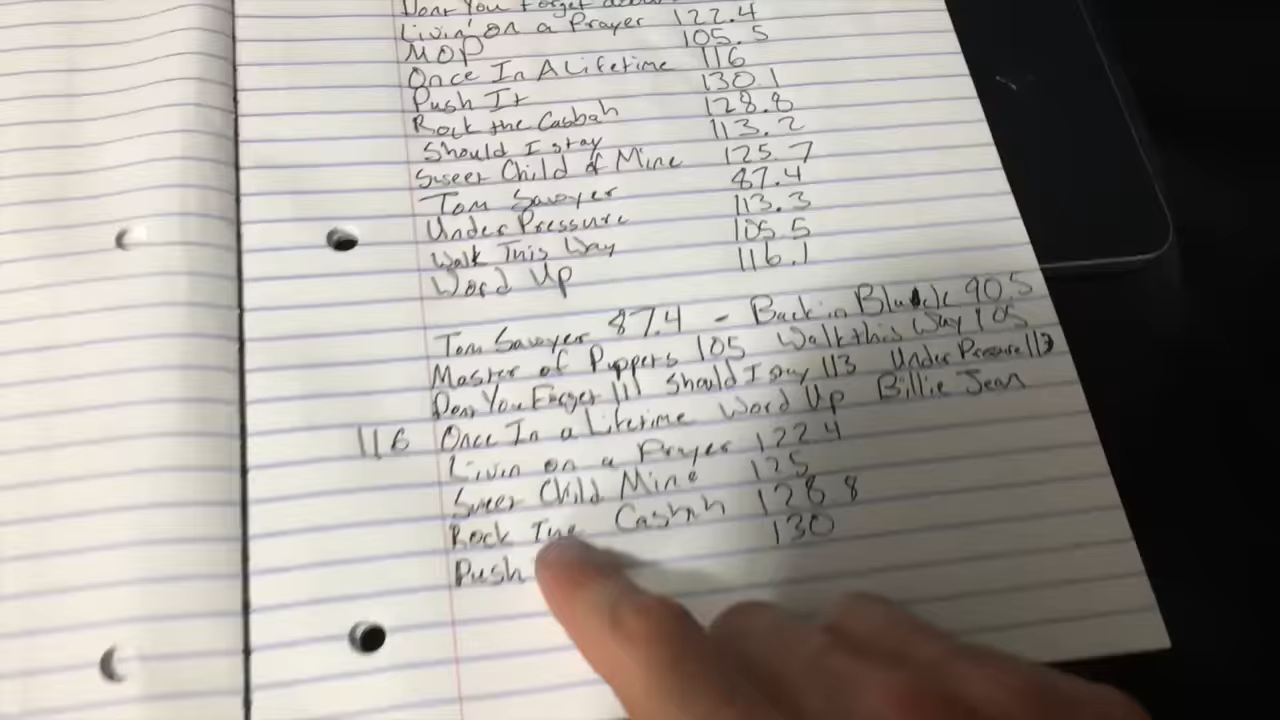 Dont You Forget
Livin' on a Prayer 122.4
MOP 105.5
Once In A Lifetime 116
Push It 130.1
Rock the Casbah 128.8
Should I stay 113.2
Sweet Child of Mine 125.7
Tom Sawyer 87.4
Under Pressure 113.3
Walk This Way 105.5
Word Up 116.1
Tom Sawyer 87.4 - Back in Black 90.5
Master of Puppets 105 Walk this Way 105
Dont You Forget 111 Should I Stay 113 Under Pressure 113
116 Once In a Lifetime Word Up Billie Jean
Livin on a Prayer 122.4
Sweet Child Mine 125
Rock The Casbah 128.8
Push 130